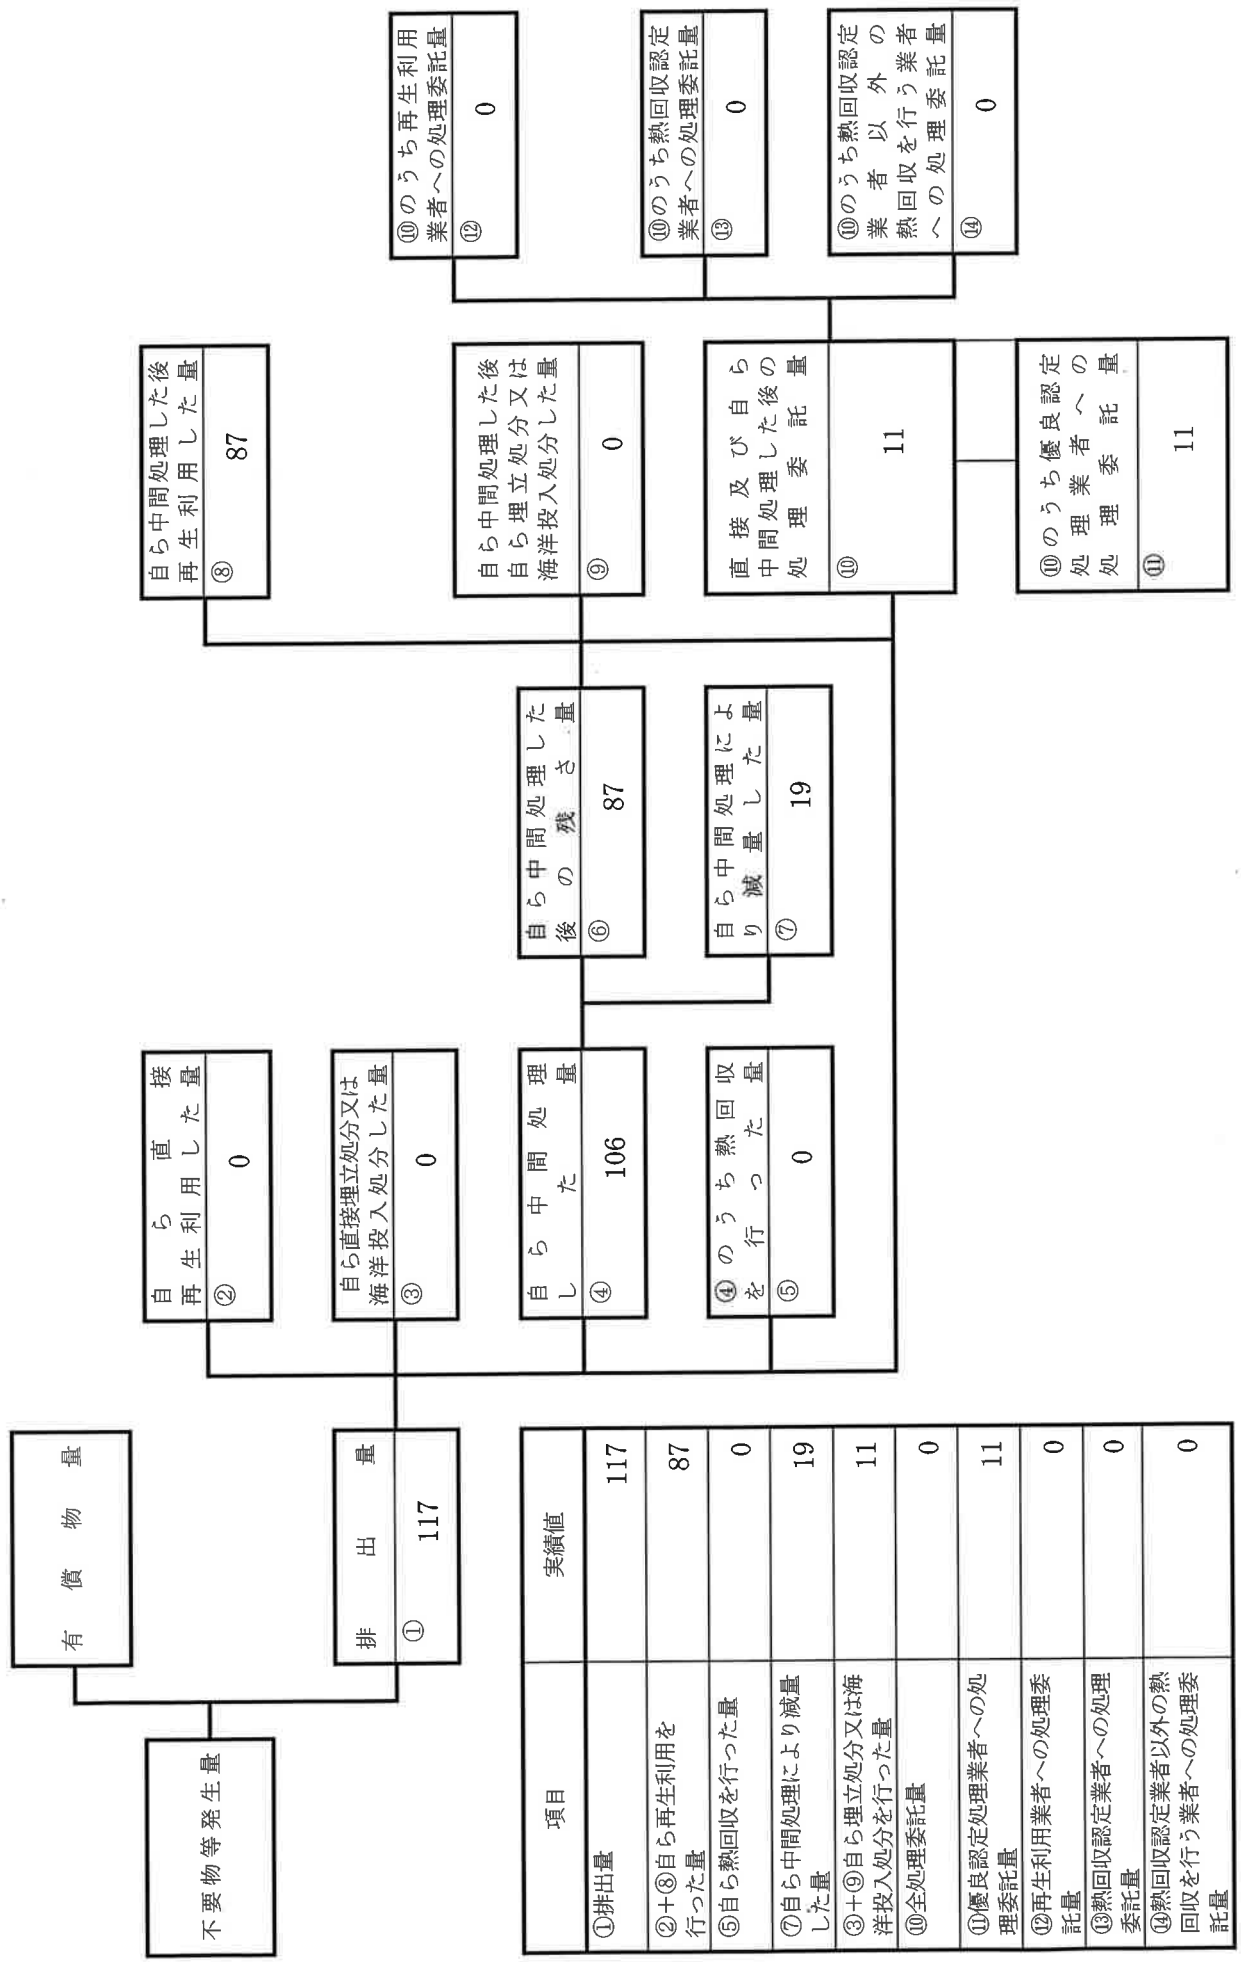 不要物等発生量
有償物量
排出量
①
117
自ら直接
再生利用した量
②
0
自ら直接埋立処分又は
海洋投入処分した量
③
0
自ら中間処理
した量
④
106
④のうち熱回収
を行った量
⑤
0
自ら中間処理した
後の残さ量
⑥
87
自ら中間処理によ
り減量した量
⑦
19
自ら中間処理した後
再生利用した量
⑧
87
自ら中間処理した後
自ら埋立処分又は
海洋投入処分した量
⑨
0
直接及び自ら
中間処理した後の
処理委託量
⑩
11
⑩のうち優良認定
処理業者への
処理委託量
⑪
11
⑩のうち再生利用
業者への処理委託量
⑫
0
⑩のうち熱回収認定
業者への処理委託量
⑬
0
⑩のうち熱回収認定
業者以外の
熱回収を行う業者
への処理委託量
⑭
0
項目 実績値
①排出量 117
②+⑧自ら再生利用を
行った量 87
⑤自ら熱回収を行った量 0
⑦自ら中間処理により減量
した量 19
③+⑨自ら埋立処分又は海
洋投入処分を行った量 11
⑩全処理委託量 0
⑪優良認定処理業者への処
理委託量 11
⑫再生利用業者への処理委
託量 0
⑬熱回収認定業者への処理
委託量 0
⑭熱回収認定業者以外の熱
回収を行う業者への処理委
託量 0